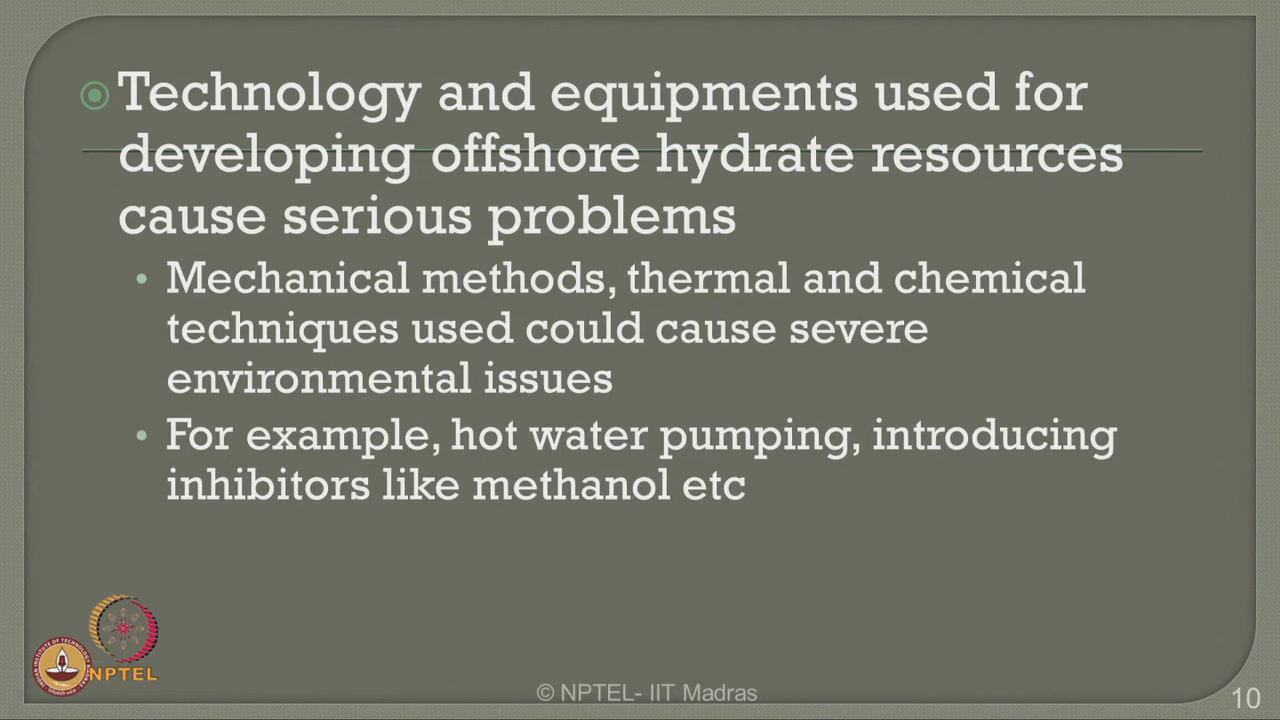 Technology and equipments used for
developing offshore hydrate resources
cause serious problems
• Mechanical methods, thermal and chemical
techniques used could cause severe
environmental issues
• For example, hot water pumping, introducing
inhibitors like methanol etc
NPTEL
© NPTEL- IIT Madras
10